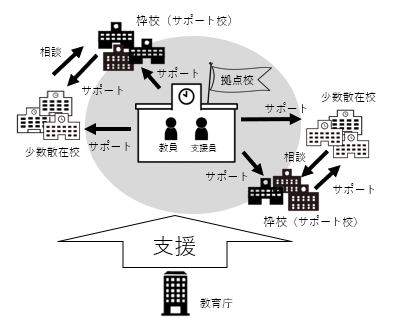 枠校（サポート校）
相談
サポート
サポート
拠点校
少数散在校
サポート
少数散在校
サポート
教員
支援員
相談
サポート
サポート
枠校（サポート校）
支援
教育庁